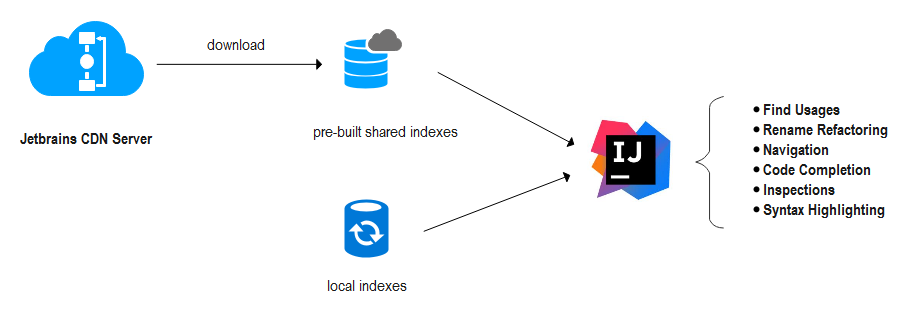 download
Jetbrains CDN Server
pre-built shared indexes
IJ
local indexes
• Find Usages
• Rename Refactoring
• Navigation
• Code Completion
• Inspections
• Syntax Highlighting